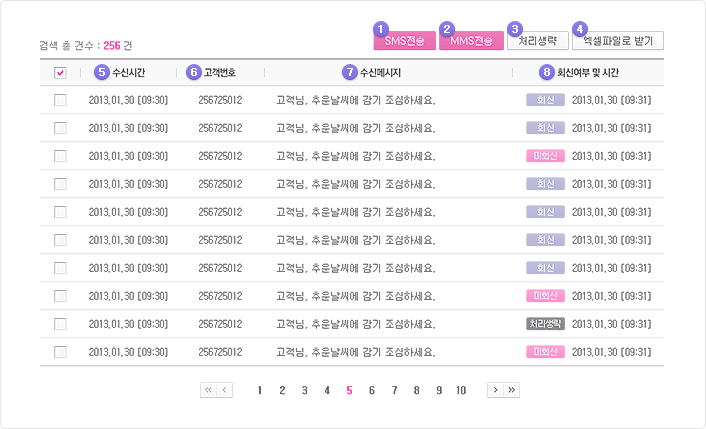 검색 총 건수 : 256 건
1 SMS전송 2 MMS전송 3 처리생략 4 엑셀파일로 받기
5 수신시간 6 고객번호 7 수신메시지 8 회신여부 및 시간
2013.01.30 [09:30] 256725012 고객님, 추운날씨에 감기 조심하세요. 회신 2013.01.30 [09:31]
2013.01.30 [09:30] 256725012 고객님, 추운날씨에 감기 조심하세요. 회신 2013.01.30 [09:31]
2013.01.30 [09:30] 256725012 고객님, 추운날씨에 감기 조심하세요. 미회신 2013.01.30 [09:31]
2013.01.30 [09:30] 256725012 고객님, 추운날씨에 감기 조심하세요. 회신 2013.01.30 [09:31]
2013.01.30 [09:30] 256725012 고객님, 추운날씨에 감기 조심하세요. 회신 2013.01.30 [09:31]
2013.01.30 [09:30] 256725012 고객님, 추운날씨에 감기 조심하세요. 회신 2013.01.30 [09:31]
2013.01.30 [09:30] 256725012 고객님, 추운날씨에 감기 조심하세요. 회신 2013.01.30 [09:31]
2013.01.30 [09:30] 256725012 고객님, 추운날씨에 감기 조심하세요. 미회신 2013.01.30 [09:31]
2013.01.30 [09:30] 256725012 고객님, 추운날씨에 감기 조심하세요. 처리생략 2013.01.30 [09:31]
2013.01.30 [09:30] 256725012 고객님, 추운날씨에 감기 조심하세요. 미회신 2013.01.30 [09:31]
« ‹ 1 2 3 4 5 6 7 8 9 10 › »